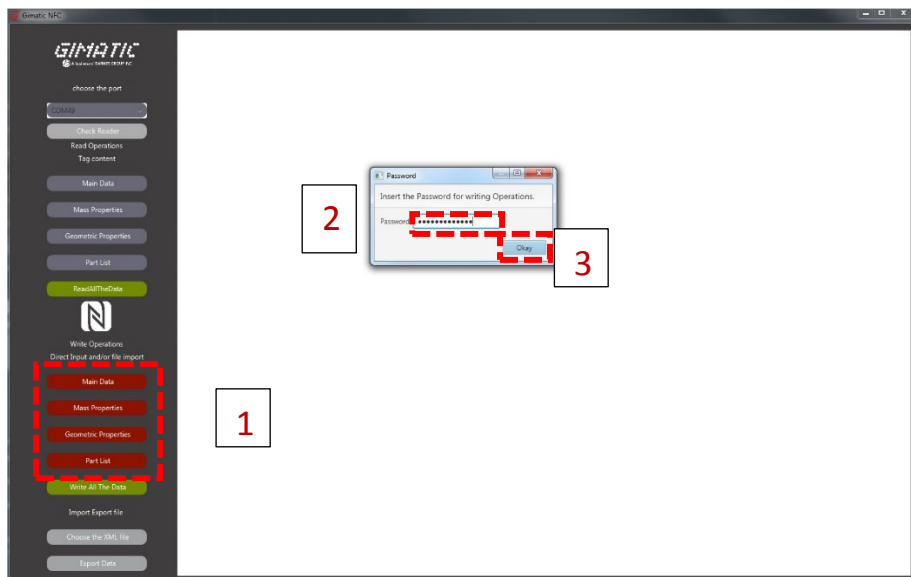 Gimatic NFC
GIMATIC
choose the port
COM49
Check Reader
Read Operations
Tag content
Main Data
Mass Properties
Geometric Properties
Part List
ReadAllTheData
Write Operations
Direct Input and/or file import
Main Data
Mass Properties
Geometric Properties
Part List
Write All The Data
Import Export file
Choose the XML file
Export Data
Password
Insert the Password for writing Operations.
Password
Okay
1
2
3